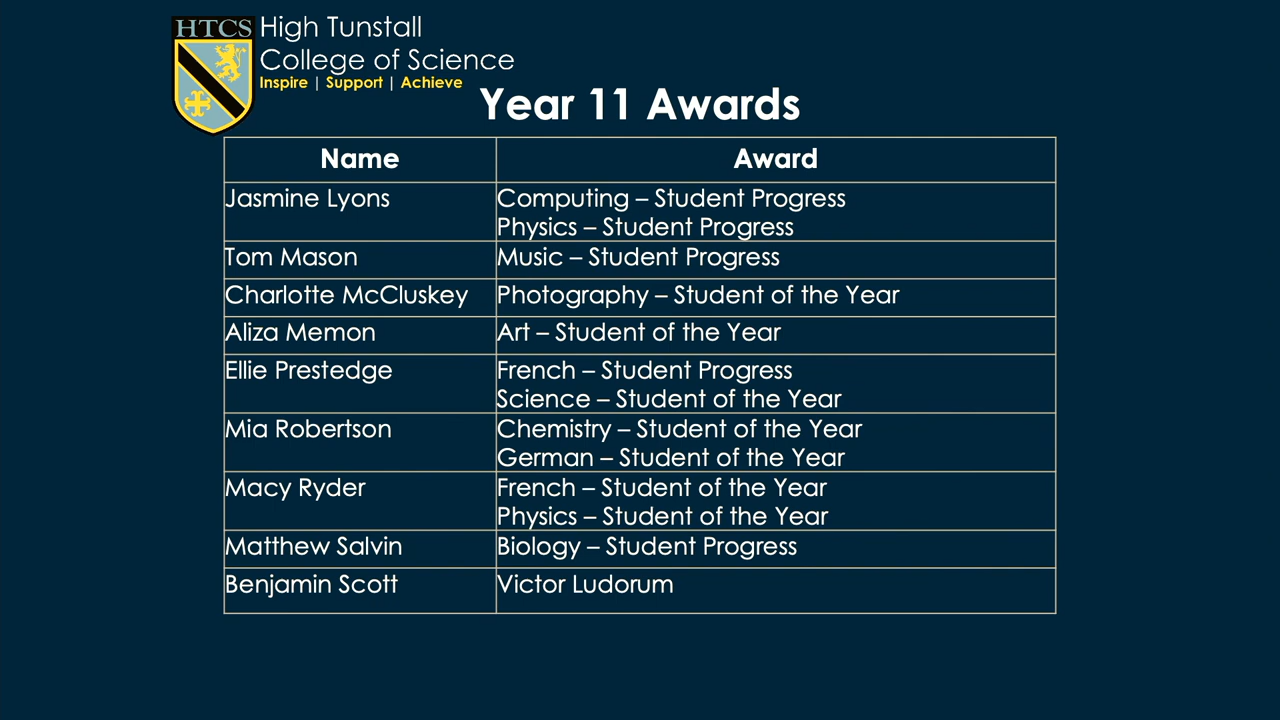 HTCS
High Tunstall
College of Science
Inspire | Support | Achieve
Year 11 Awards
Name Award
Jasmine Lyons Computing – Student Progress
Physics – Student Progress
Tom Mason Music – Student Progress
Charlotte McCluskey Photography – Student of the Year
Aliza Memon Art – Student of the Year
Ellie Prestedge French – Student Progress
Science – Student of the Year
Mia Robertson Chemistry – Student of the Year
German – Student of the Year
Macy Ryder French – Student of the Year
Physics – Student of the Year
Matthew Salvin Biology – Student Progress
Benjamin Scott Victor Ludorum